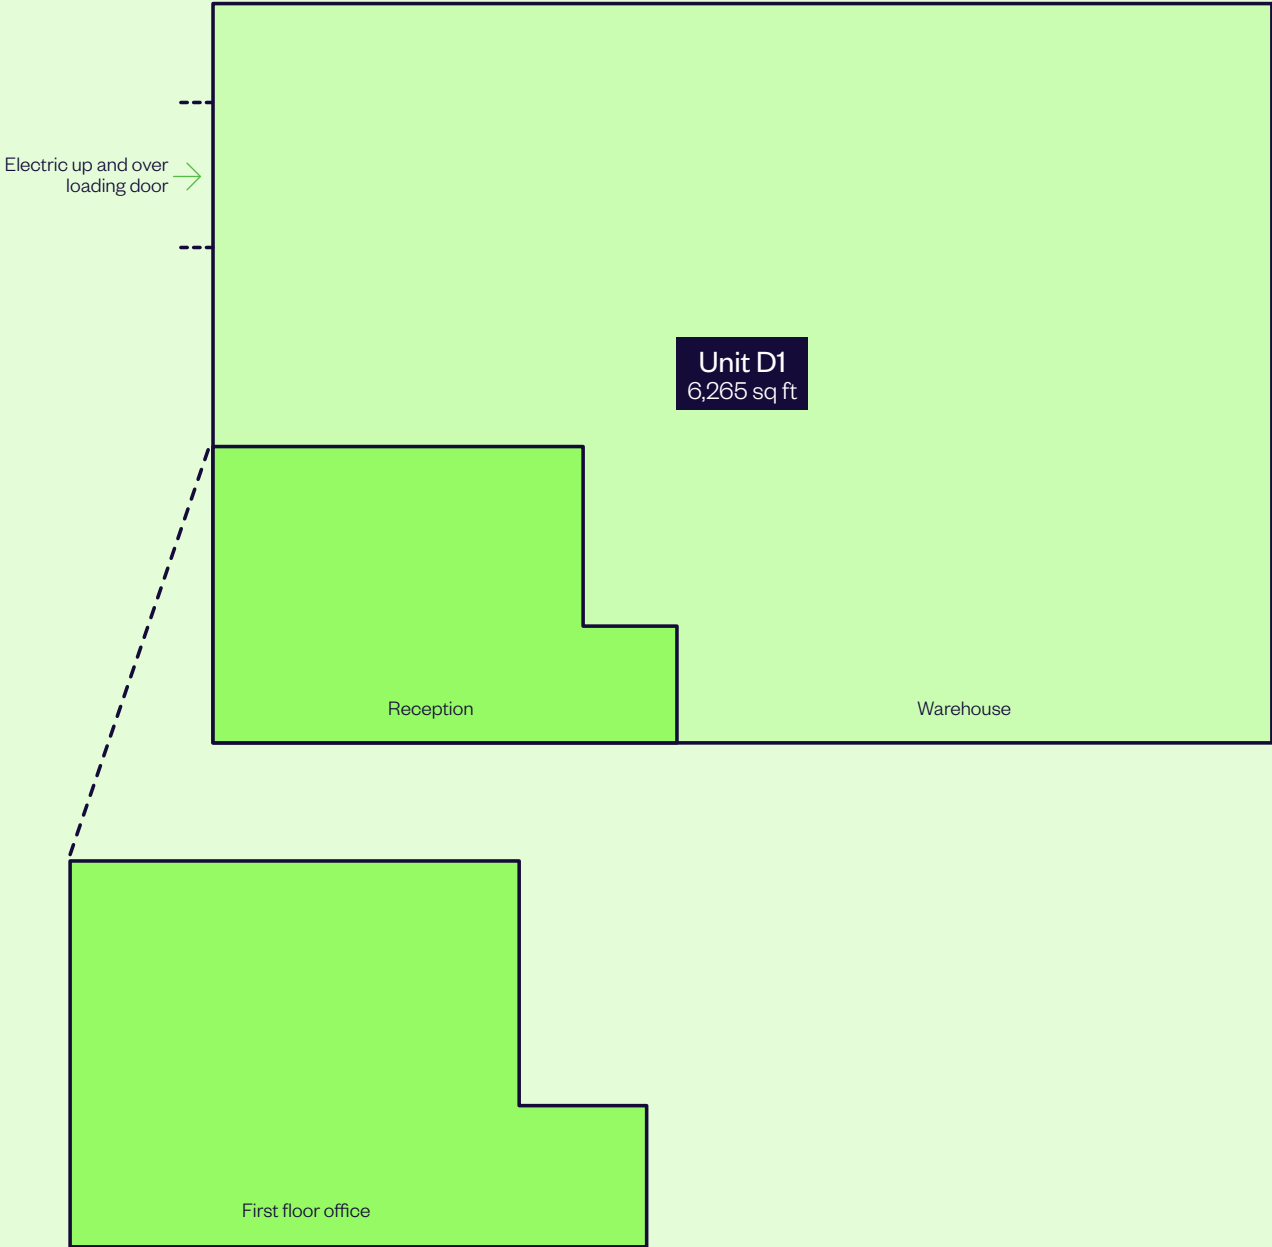 Electric up and over
loading door
Unit D1
6,265 sq ft
Reception
Warehouse
First floor office